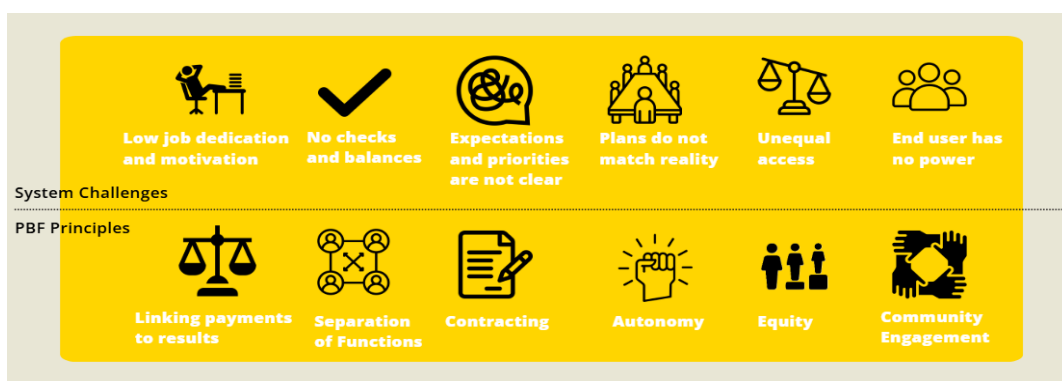 Low job dedication
and motivation
No checks
and balances
Expectations
and priorities
are not clear
Plans do not
match reality
Unequal
access
End user has
no power
System Challenges
PBF Principles
Linking payments
to results
Separation
of Functions
Contracting
Autonomy
Equity
Community
Engagement